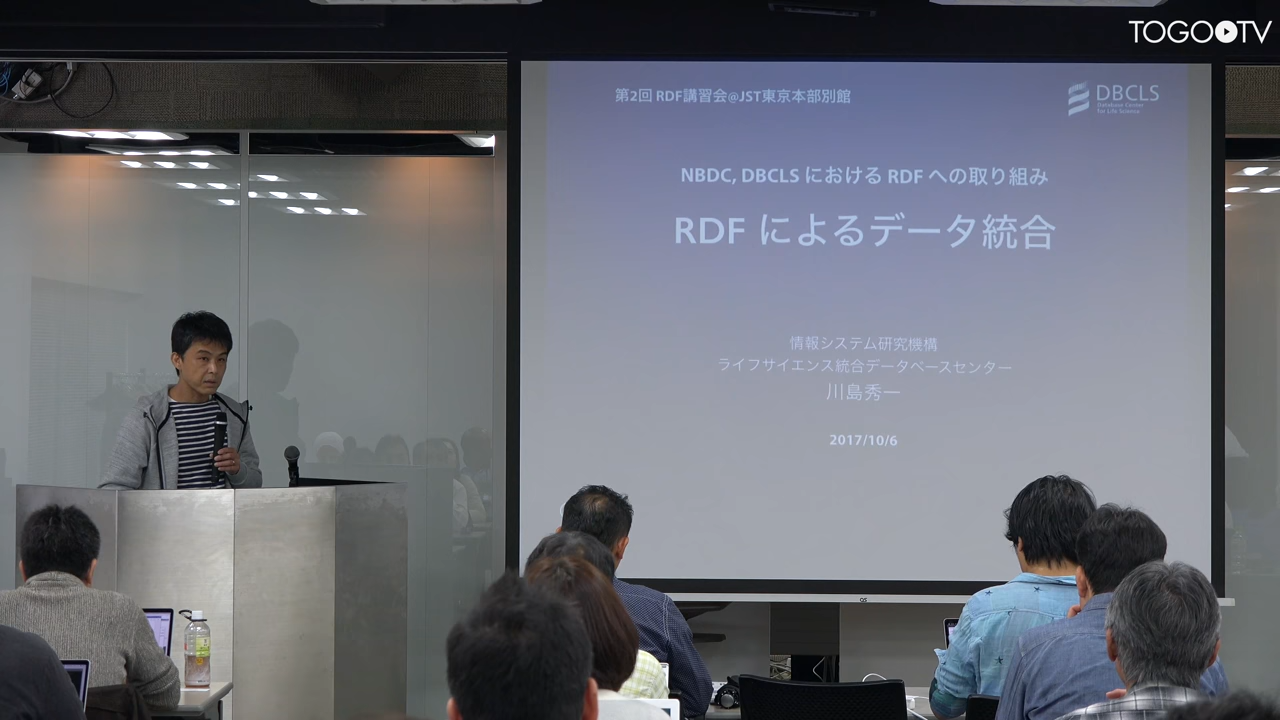 TOGO TV
第2回 RDF講習会@JST東京本部別館
DBCLS
Database Center
for Life Science
NBDC, DBCLS における RDF への取り組み
RDF によるデータ統合
情報システム研究機構
ライフサイエンス統合データベースセンター
川島秀一
2017/10/6
OS